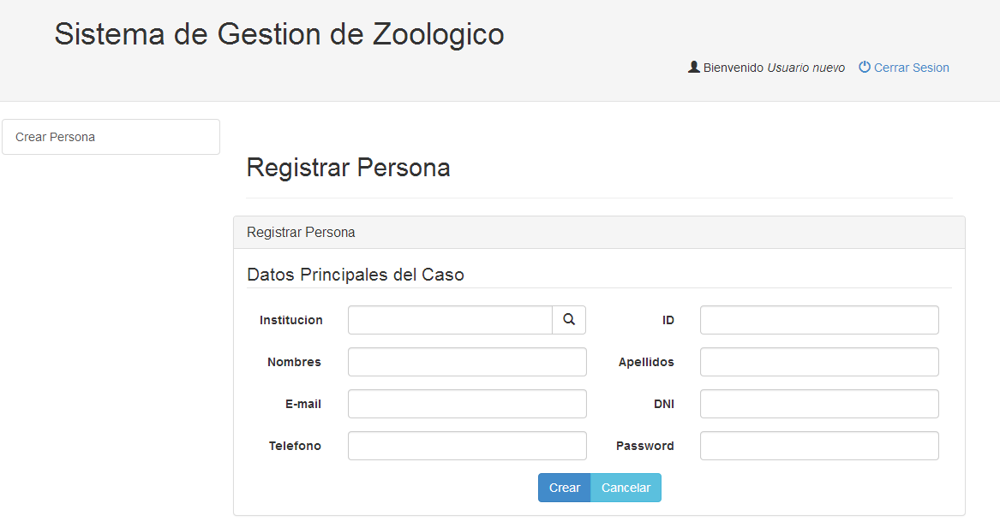 Sistema de Gestion de Zoologico
Bienvenido Usuario nuevo Cerrar Sesion
Crear Persona
Registrar Persona
Registrar Persona
Datos Principales del Caso
Institucion ID
Nombres Apellidos
E-mail DNI
Telefono Password
Crear Cancelar